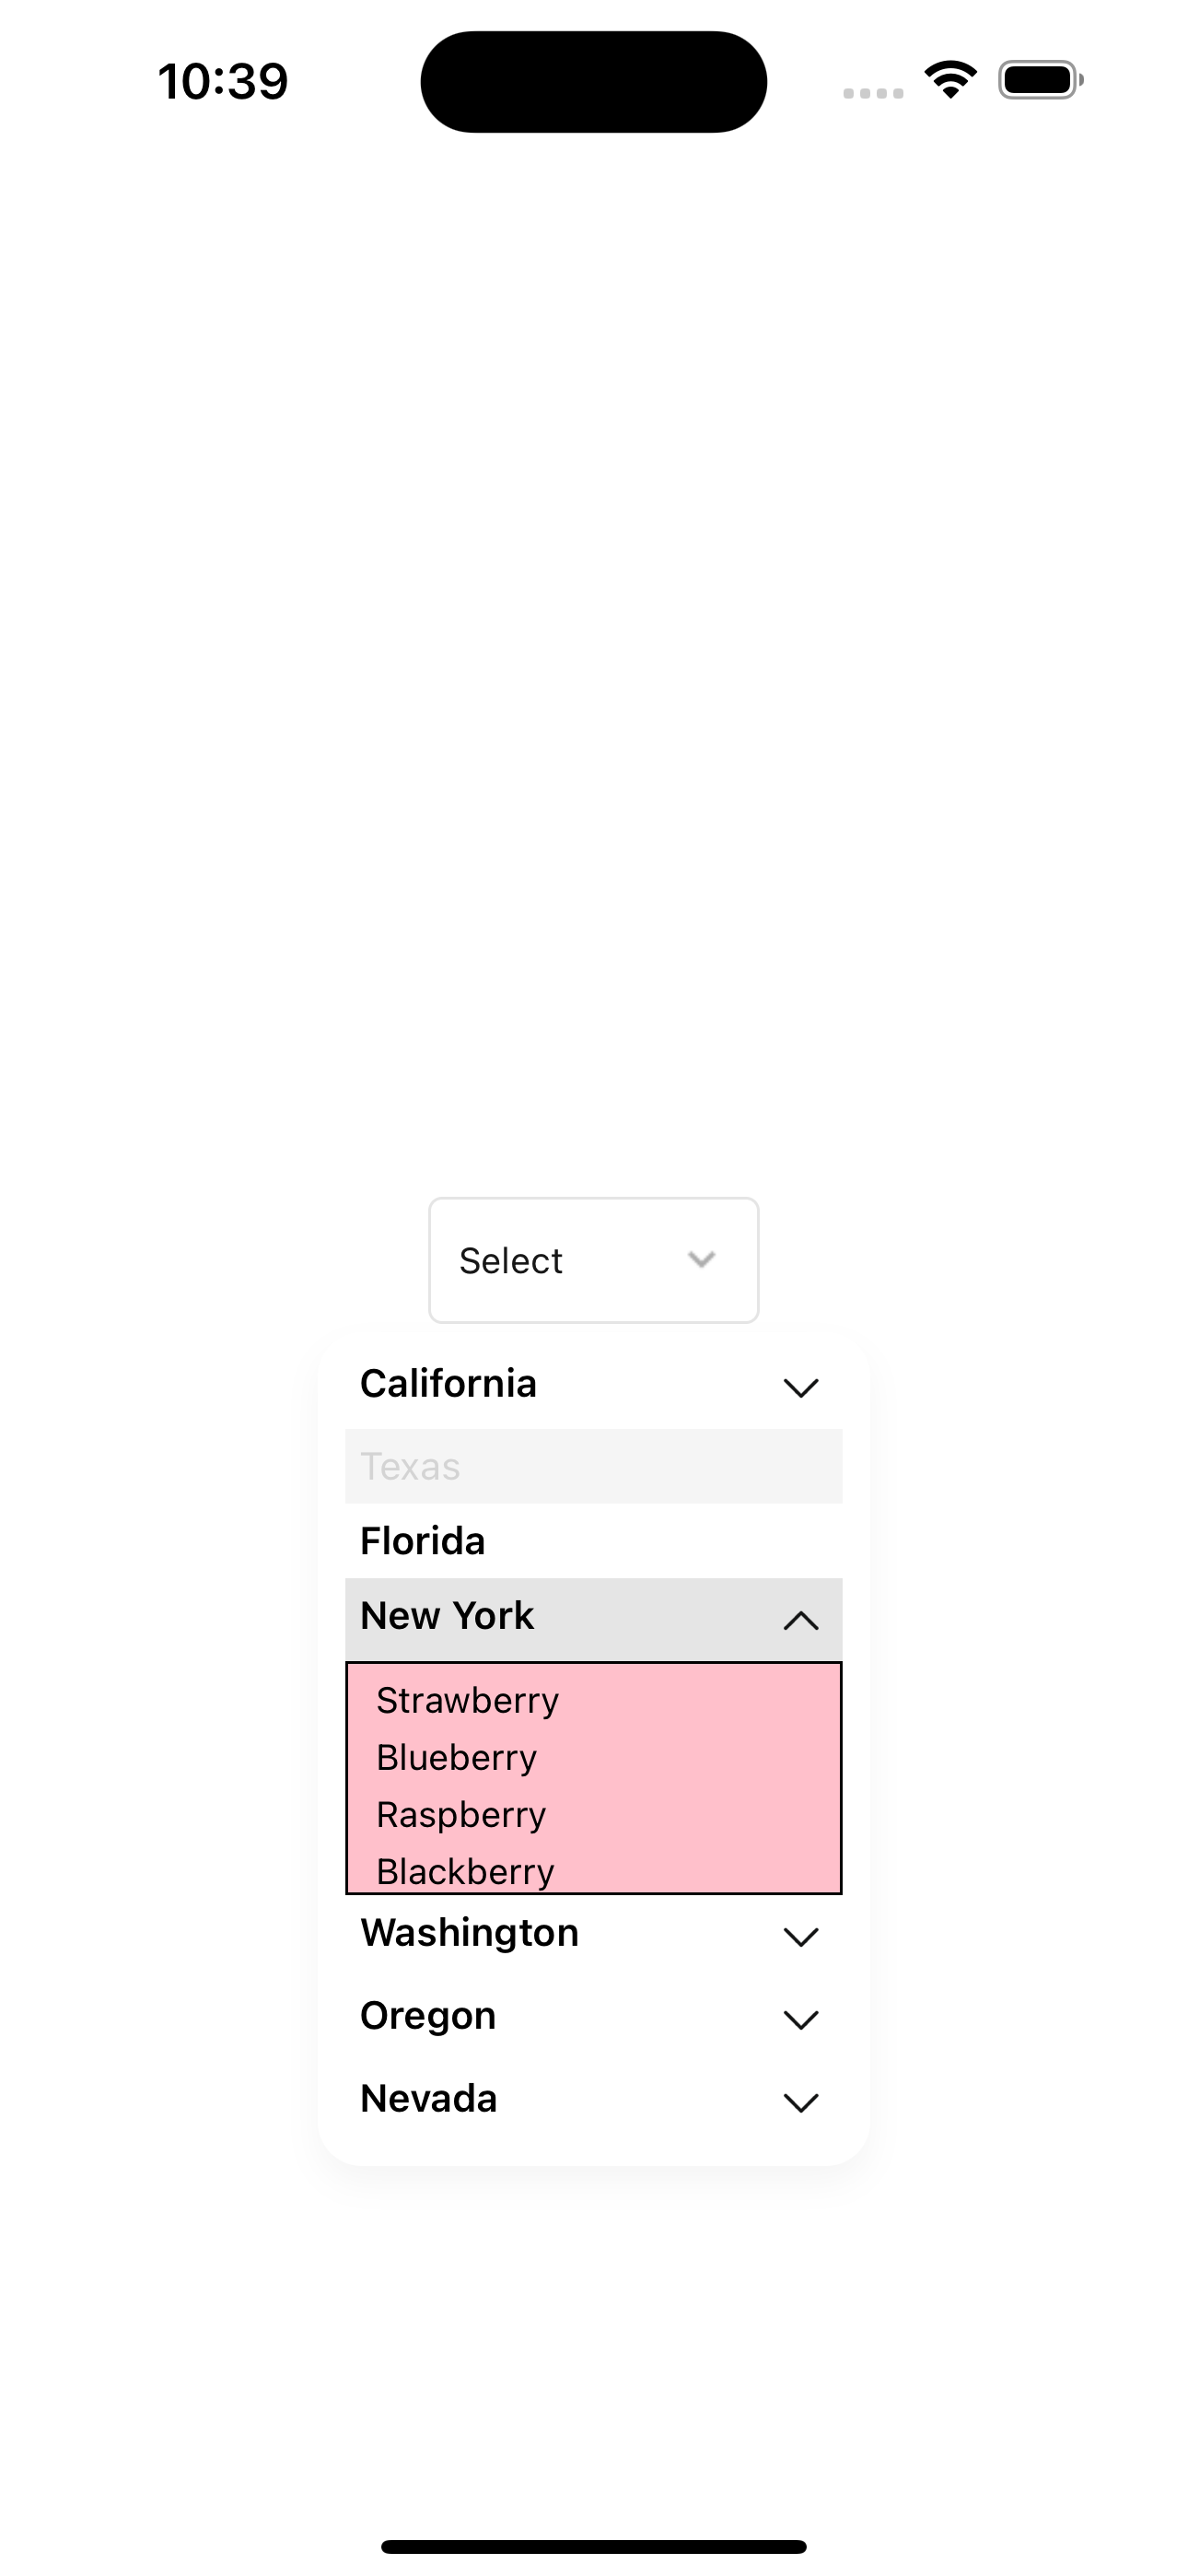 10:39
Select
California
Texas
Florida
New York
Strawberry
Blueberry
Raspberry
Blackberry
Washington
Oregon
Nevada